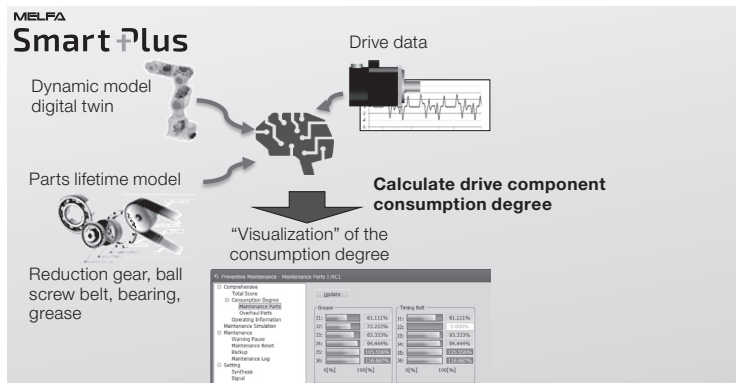 MELFA
Smart Plus
Drive data
Dynamic model
digital twin
Parts lifetime model
Calculate drive component
consumption degree
"Visualization" of the
consumption degree
Reduction gear, ball
screw belt, bearing,
grease
Preventive Maintenance - Maintenance Parts 1:RC1
Comprehensive
Total Score
Consumption Degree
Maintenance Parts
Overhaul Parts
Operating Information
Maintenance Simulation
Maintenance
Warning Pause
Maintenance Reset
Backup
Maintenance Log
Setting
Synthesis
Signal
Update
Grease
J1: 61.111%
J2: 72.222%
J3: 83.333%
J4: 94.444%
J5: 105.556%
J6: 116.667%
0[%] 100[%]
Timing Belt
J1: 61.111%
J2: 0.000%
J3: 83.333%
J4: 94.444%
J5: 125.556%
J6: 116.667%
0[%] 100[%]